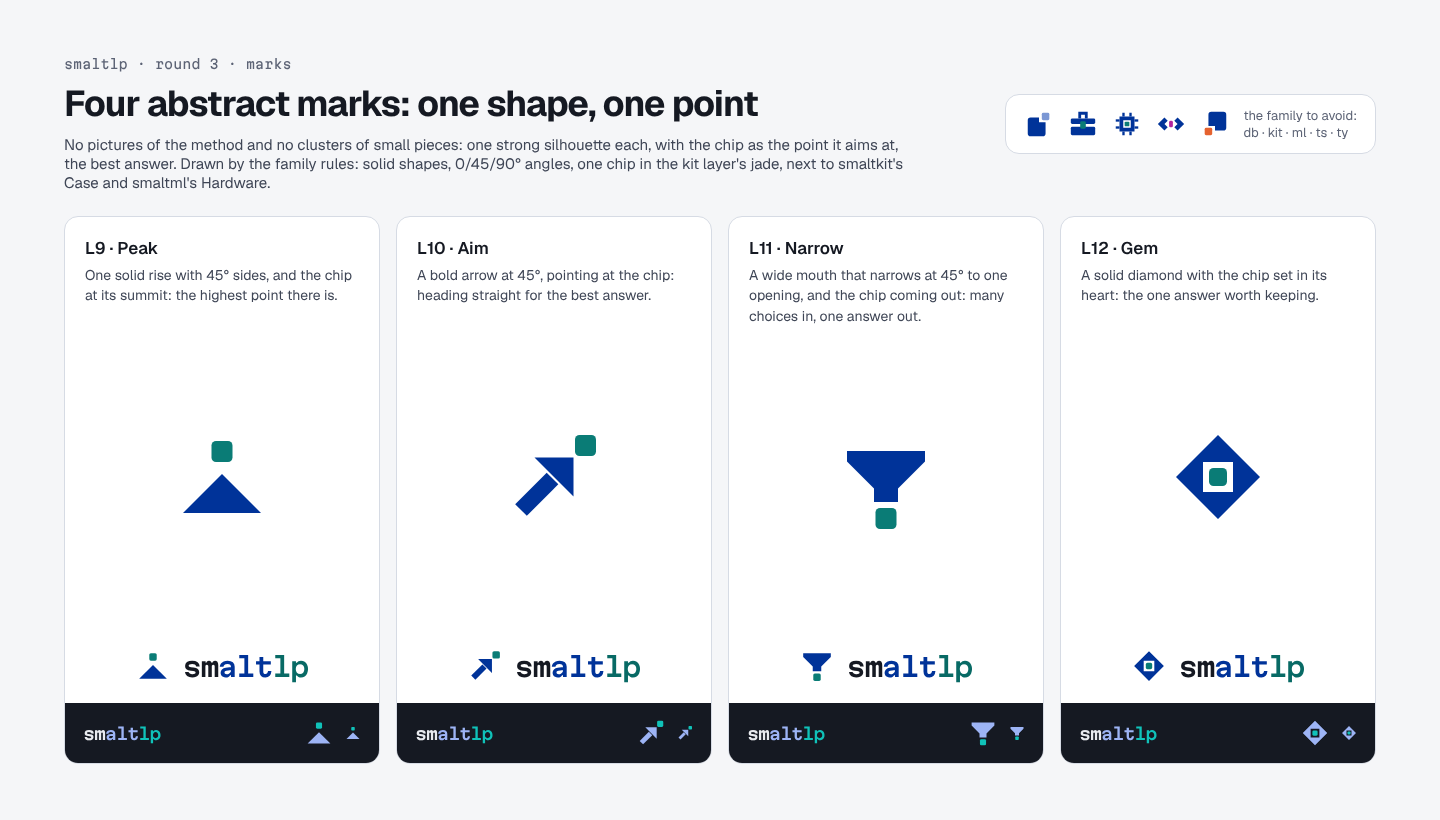 smaltlp · round 3 · marks
Four abstract marks: one shape, one point
No pictures of the method and no clusters of small pieces: one strong silhouette each, with the chip as the point it aims at,
the best answer. Drawn by the family rules: solid shapes, 0/45/90° angles, one chip in the kit layer's jade, next to smaltkit's
Case and smaltml's Hardware.
the family to avoid:
db · kit · ml · ts · ty
L9 · Peak
One solid rise with 45° sides, and the chip
at its summit: the highest point there is.
smaltlp
smaltlp
L10 · Aim
A bold arrow at 45°, pointing at the chip:
heading straight for the best answer.
smaltlp
smaltlp
L11 · Narrow
A wide mouth that narrows at 45° to one
opening, and the chip coming out: many
choices in, one answer out.
smaltlp
smaltlp
L12 · Gem
A solid diamond with the chip set in its
heart: the one answer worth keeping.
smaltlp
smaltlp